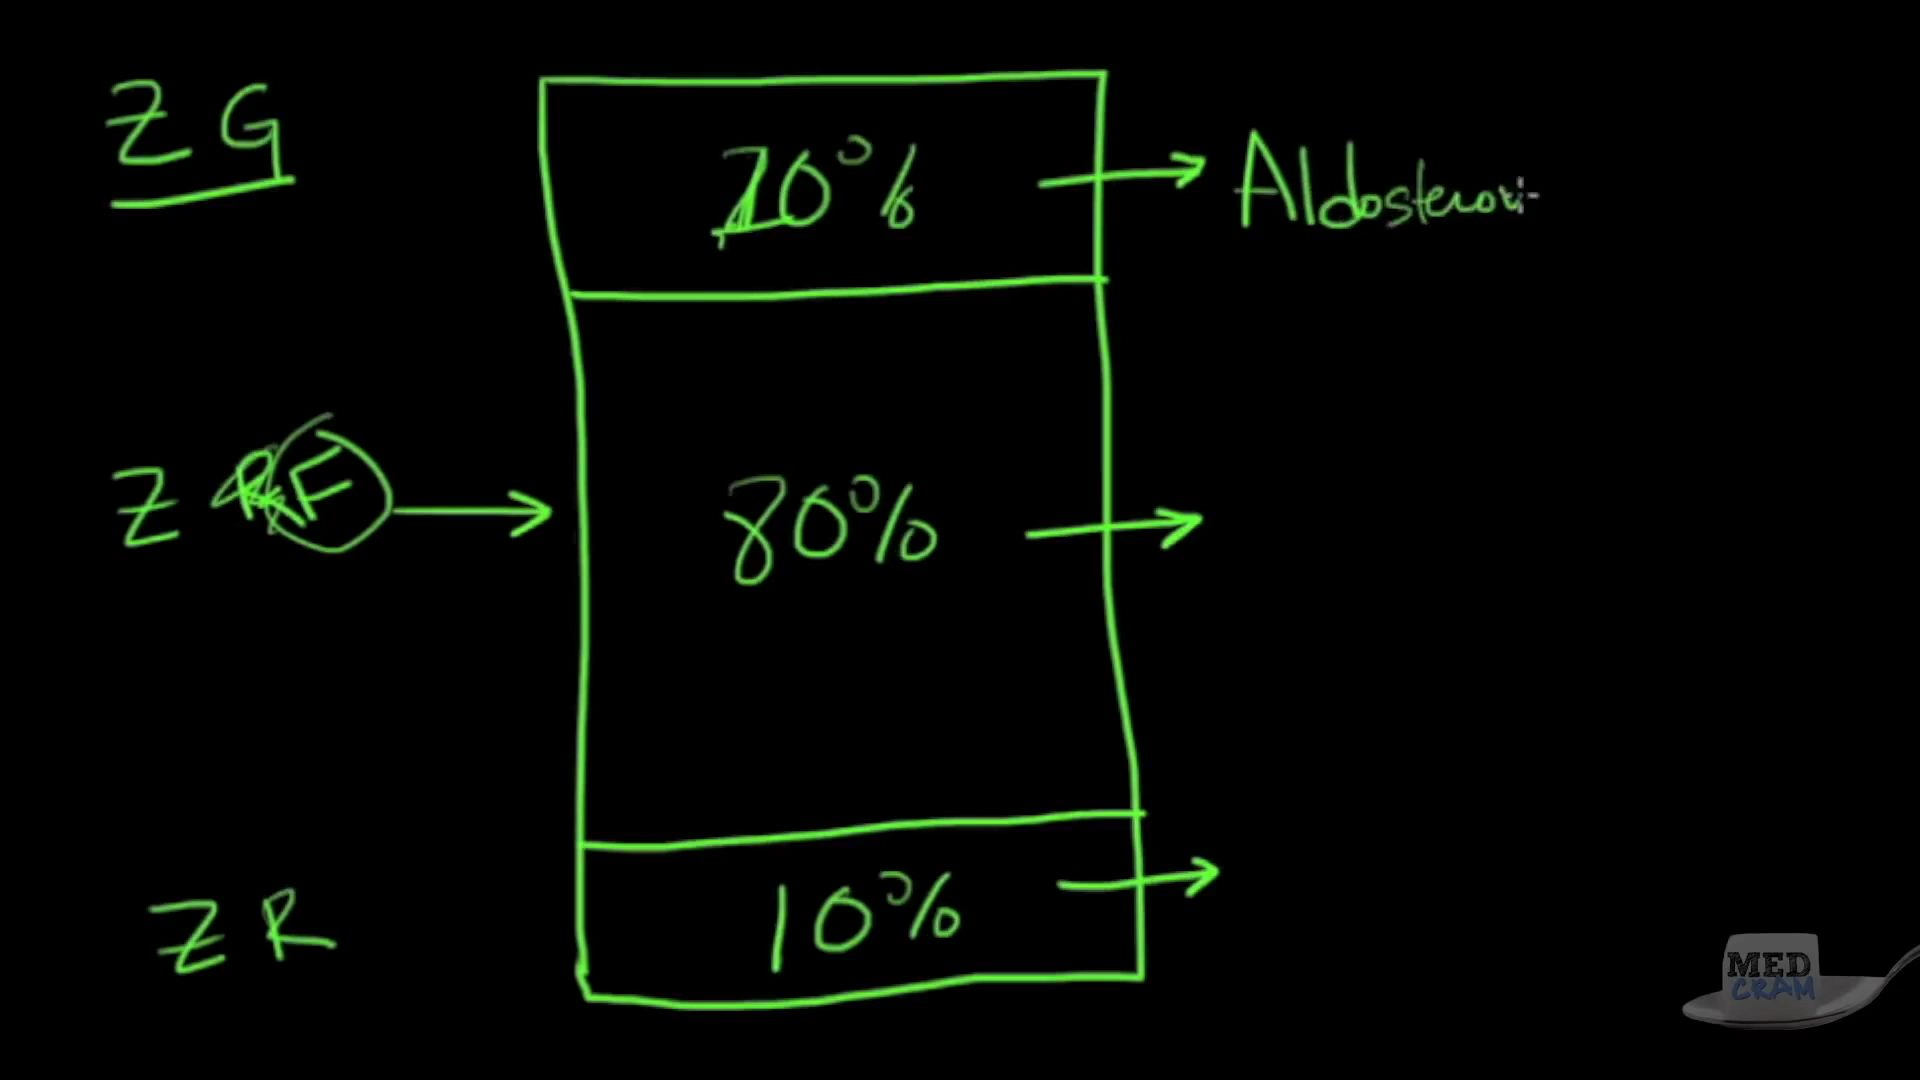 ZG
10% → Aldosteron
Z F → 80% →
ZR
10% →
MED
CRAM